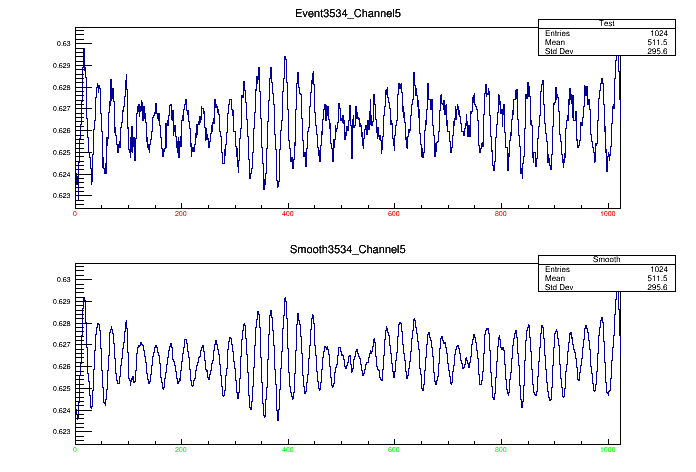 Event3534_Channel5
Test
Entries 1024
Mean 511.5
Std Dev 295.6
0.63
0.629
0.628
0.627
0.626
0.625
0.624
0.623
0 200 400 600 800 1000
Smooth3534_Channel5
Smooth
Entries 1024
Mean 511.5
Std Dev 295.6
0.63
0.629
0.628
0.627
0.626
0.625
0.624
0.623
0 200 400 600 800 1000